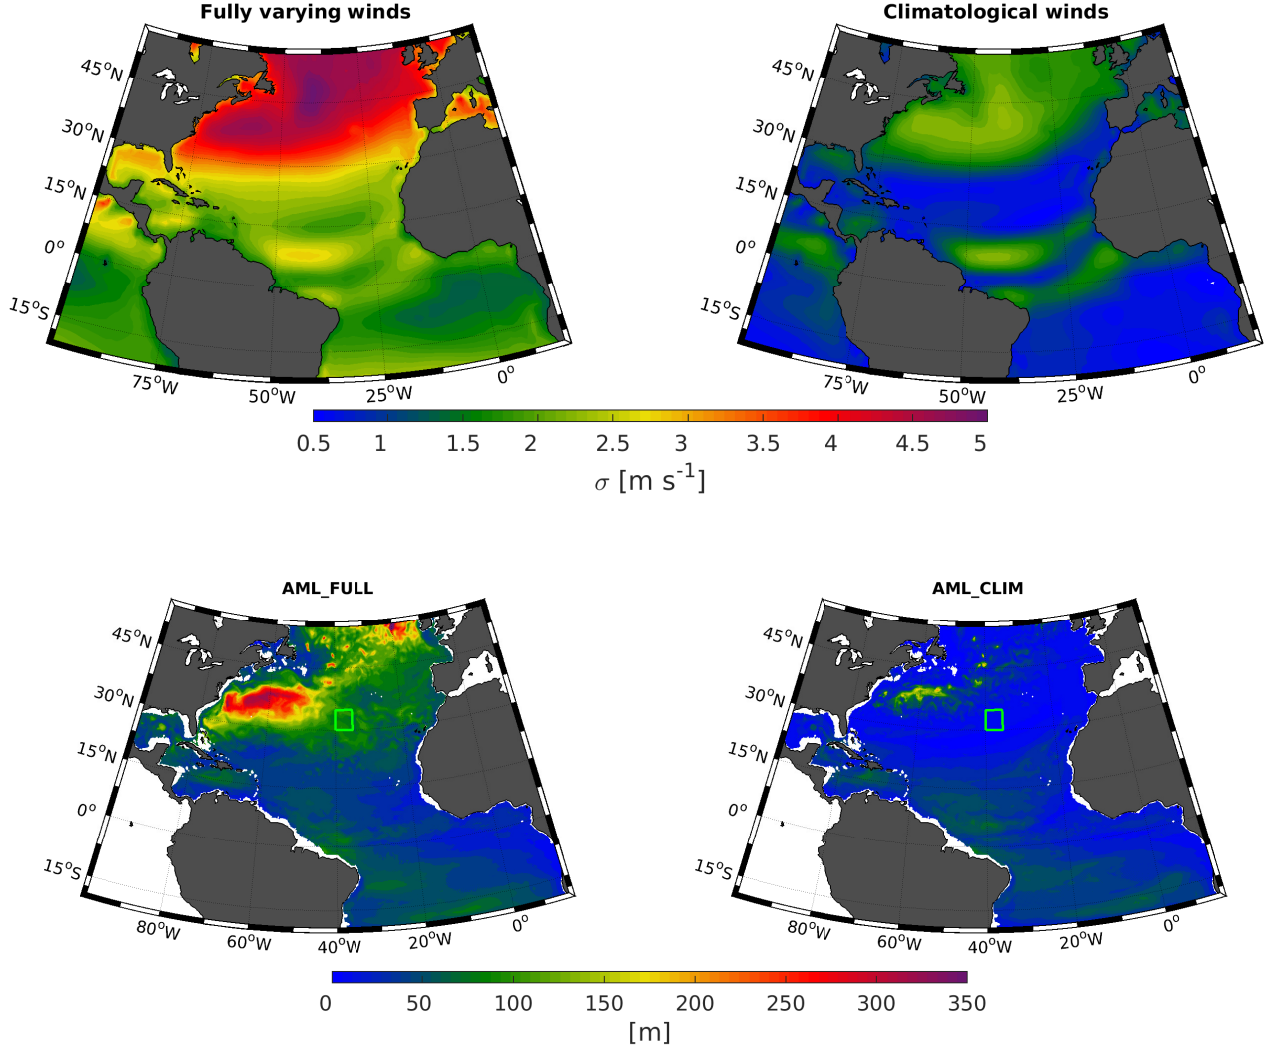 Fully varying winds
Climatological winds
45°N
30°N
15°N
0°
15°S
75°W
50°W
25°W
0°
45°N
30°N
15°N
0°
15°S
75°W
50°W
25°W
0°
0.5 1 1.5 2 2.5 3 3.5 4 4.5 5
σ [m s⁻¹]
AML_FULL
AML_CLIM
45°N
30°N
15°N
0°
15°S
80°W
60°W
40°W
20°W
0°
45°N
30°N
15°N
0°
15°S
80°W
60°W
40°W
20°W
0°
0 50 100 150 200 250 300 350
[m]